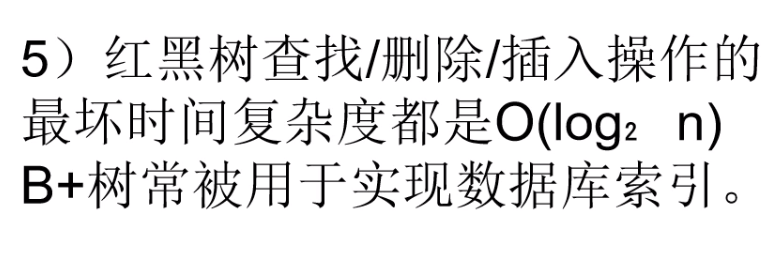 5）红黑树查找/删除/插入操作的
最坏时间复杂度都是O(log₂ n)
B+树常被用于实现数据库索引。